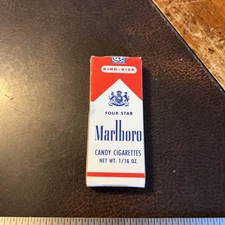 KING-SIZE
FOUR STAR
Marlboro
CANDY CIGARETTES
NET WT. 1/16 OZ.